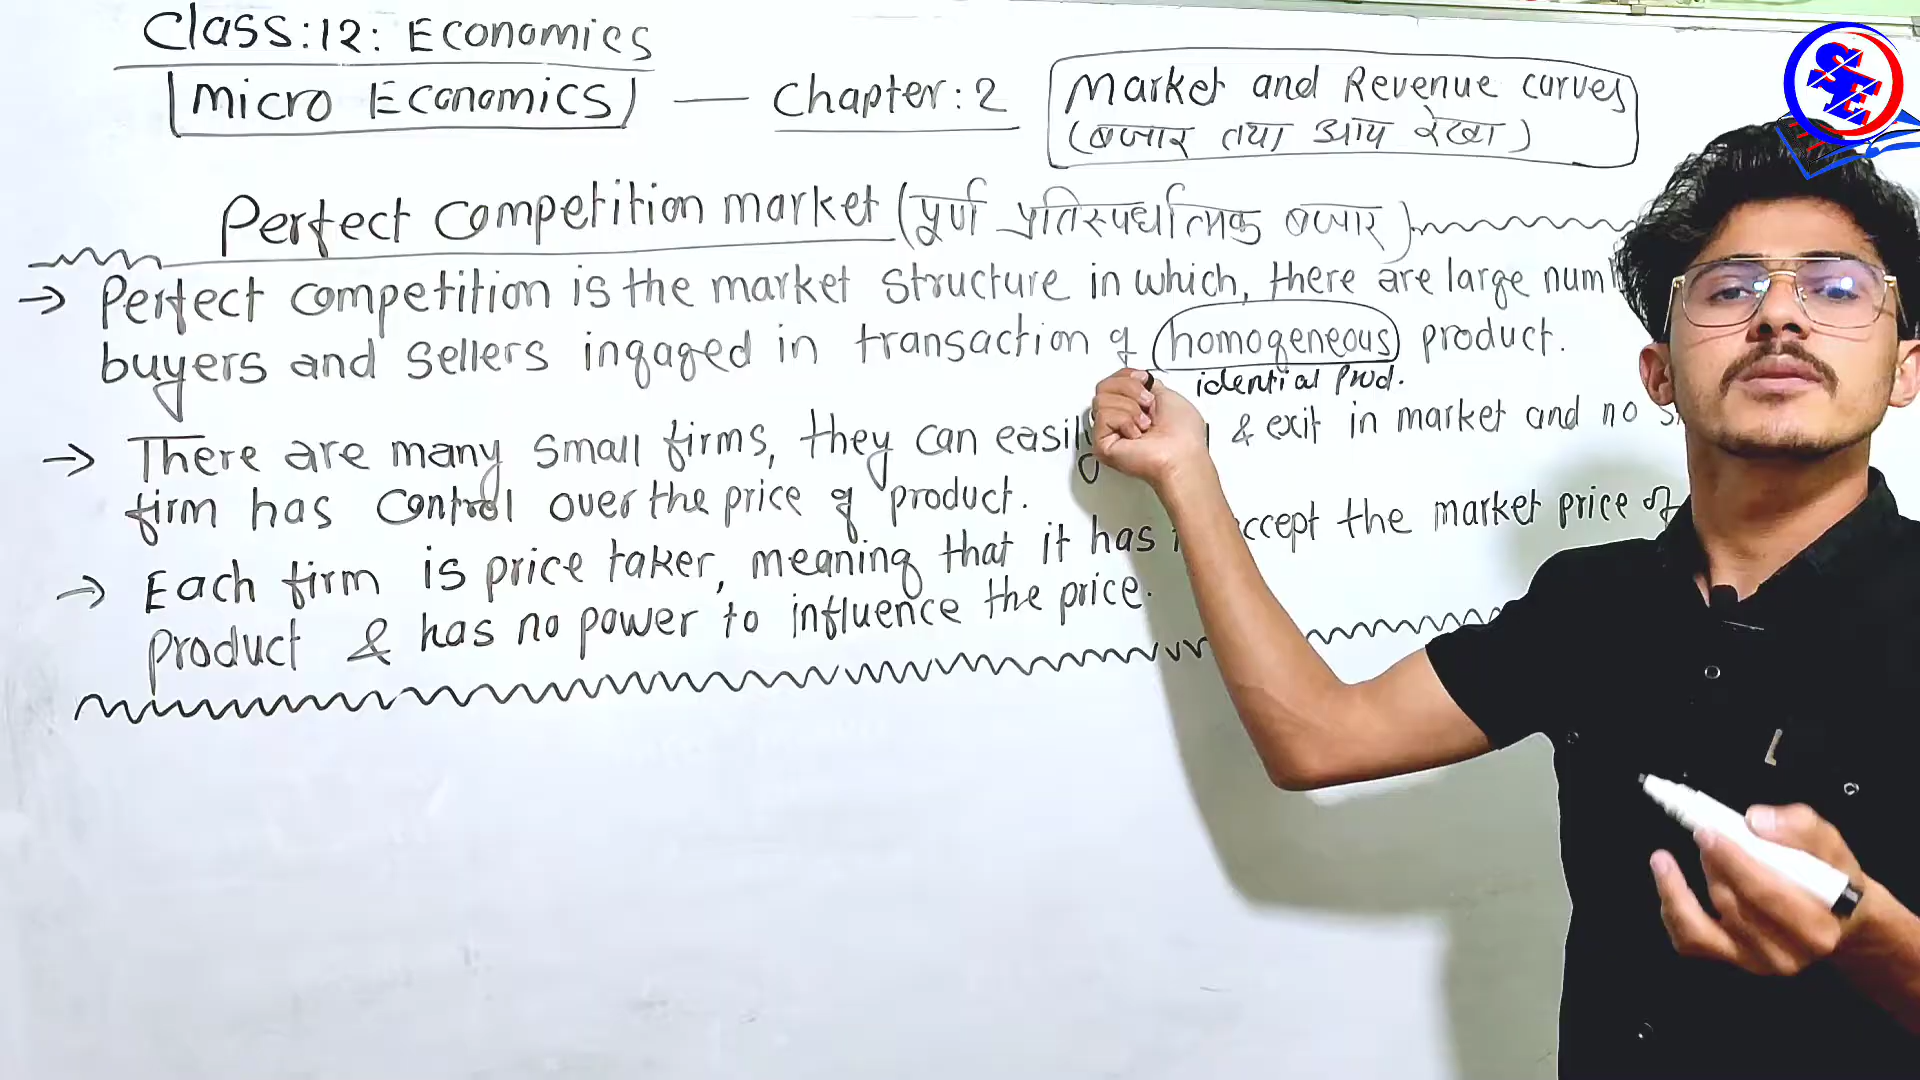 Class:12: Economics
Micro Economics — Chapter:2
Market and Revenue curves
(बजार तथा आय रेखा)
Perfect competition market (पूर्ण प्रतिस्पर्धात्मक बजार)
→ Perfect competition is the market structure in which, there are large
buyers and sellers ingaged in transaction of homogeneous product.
idential Prod.
→ There are many small firms, they can easily & exit in market and no
firm has control over the price of product.
→ Each firm is price taker, meaning that it has the market price of
product & has no power to influence the price.